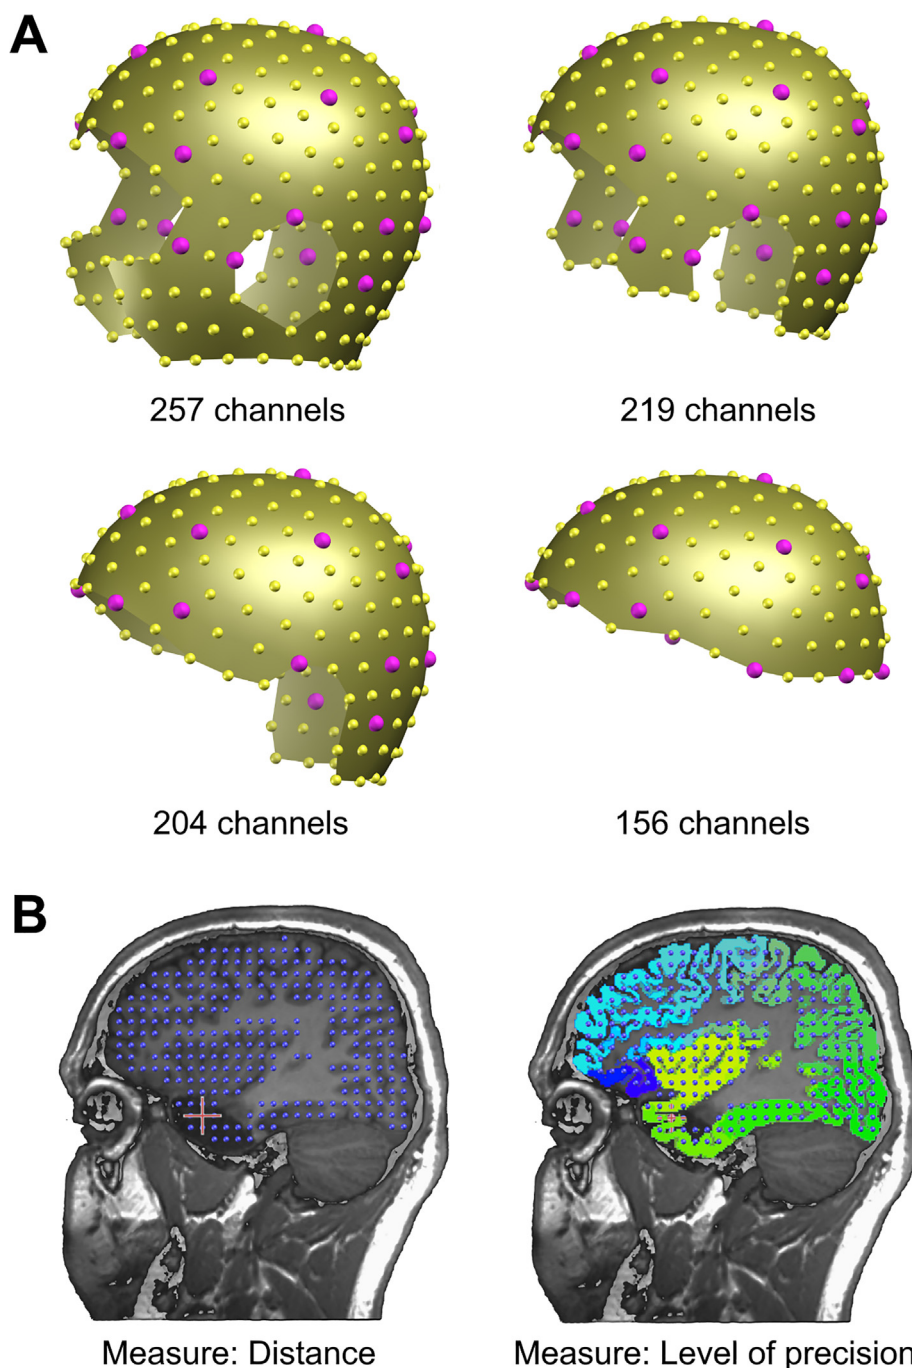 A
257 channels
219 channels
204 channels
156 channels
B
Measure: Distance
Measure: Level of precision